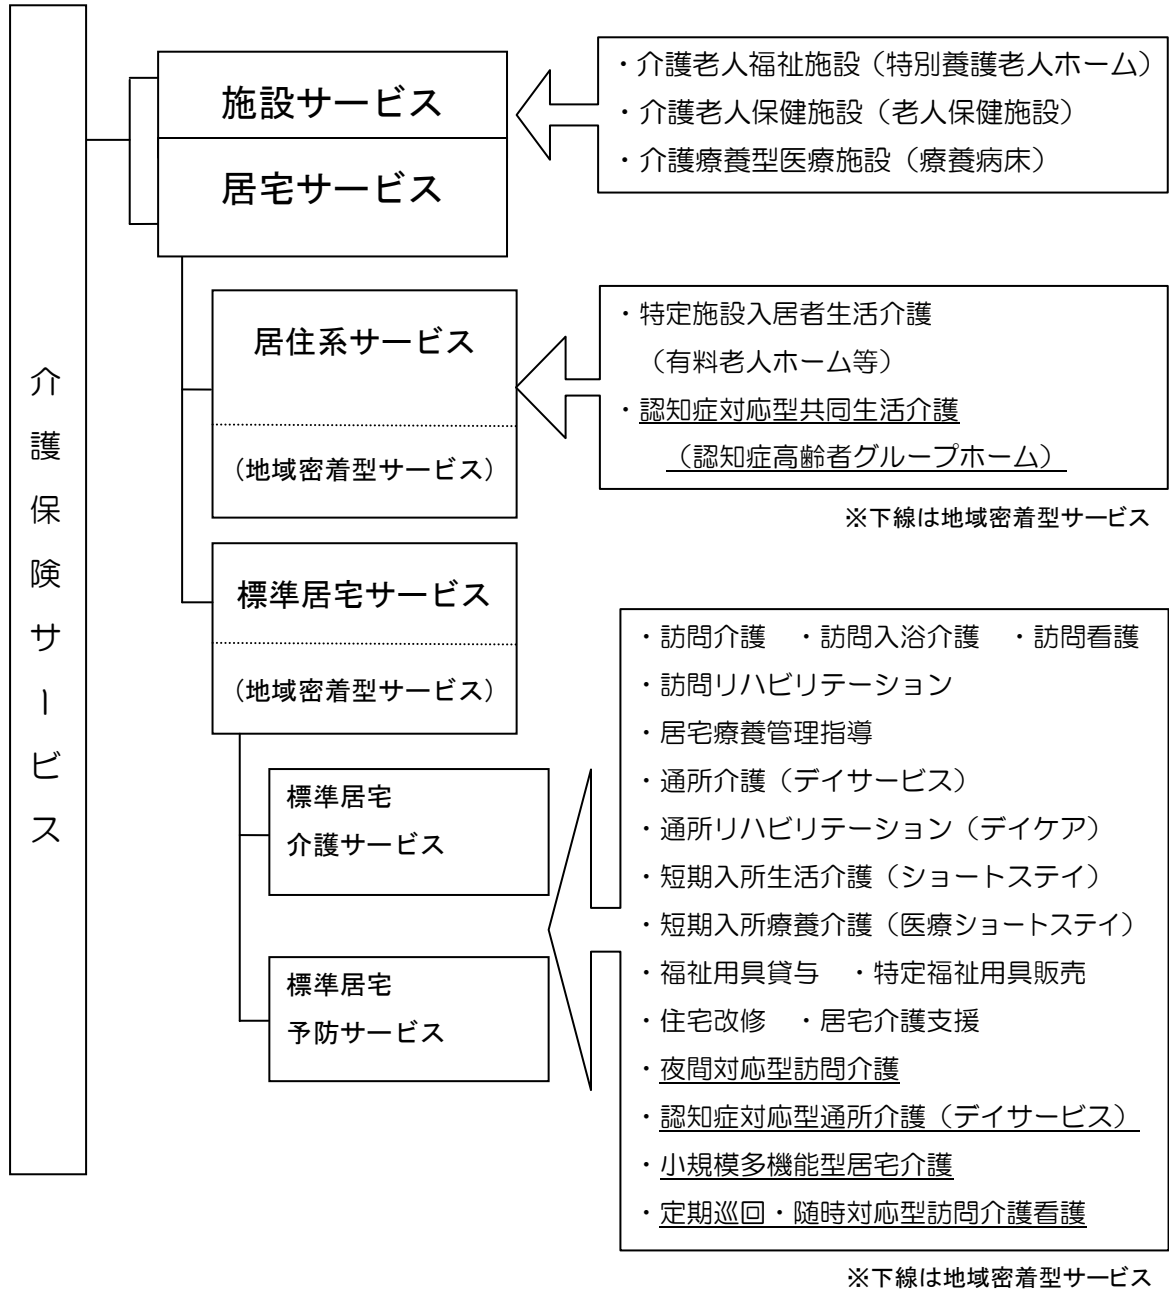 介護保険サービス
施設サービス
居宅サービス
・介護老人福祉施設（特別養護老人ホーム）
・介護老人保健施設（老人保健施設）
・介護療養型医療施設（療養病床）
居住系サービス
（地域密着型サービス）
・特定施設入居者生活介護
（有料老人ホーム等）
・認知症対応型共同生活介護
（認知症高齢者グループホーム）
※下線は地域密着型サービス
標準居宅サービス
（地域密着型サービス）
標準居宅
介護サービス
標準居宅
予防サービス
・訪問介護　・訪問入浴介護　・訪問看護
・訪問リハビリテーション
・居宅療養管理指導
・通所介護（デイサービス）
・通所リハビリテーション（デイケア）
・短期入所生活介護（ショートステイ）
・短期入所療養介護（医療ショートステイ）
・福祉用具貸与　・特定福祉用具販売
・住宅改修　・居宅介護支援
・夜間対応型訪問介護
・認知症対応型通所介護（デイサービス）
・小規模多機能型居宅介護
・定期巡回・随時対応型訪問介護看護
※下線は地域密着型サービス